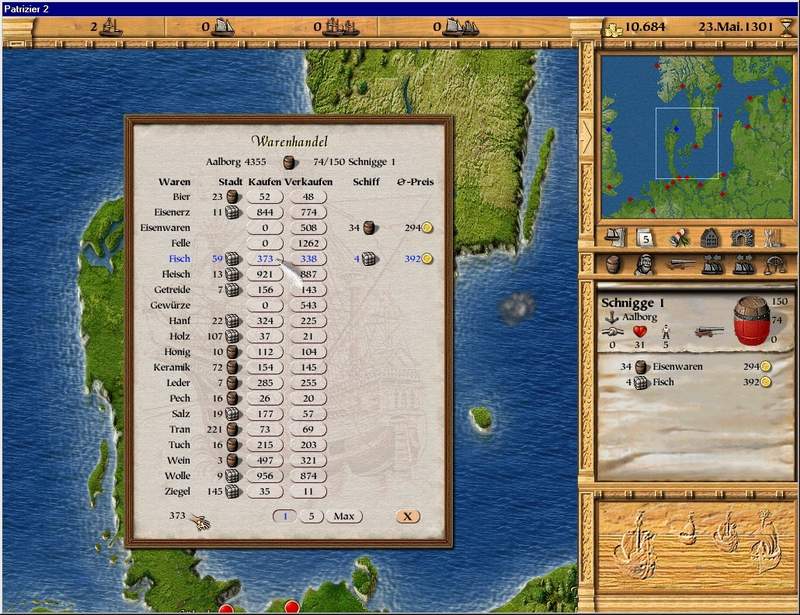 Patrizier 2
2 0 0 0 10.684 23.Mai.1301
Warenhandel
Aalborg 4355 74/150 Schnigge 1
Waren Stadt Kaufen Verkaufen Schiff Ø-Preis
Bier 23 52 48
Eisenerz 11 844 774
Eisenwaren 0 508 34 294
Felle 0 1262
Fisch 59 373 338 4 392
Fleisch 13 921 887
Getreide 7 156 143
Gewürze 0 543
Hanf 22 324 225
Holz 107 37 21
Honig 10 112 104
Keramik 72 154 145
Leder 7 285 255
Pech 16 26 20
Salz 19 177 57
Tran 221 73 69
Tuch 16 215 203
Wein 3 497 321
Wolle 9 956 874
Ziegel 145 35 11
373 1 5 Max X
5
Schnigge 1
Aalborg
0 31 5
150
74
0
34 Eisenwaren 294
4 Fisch 392